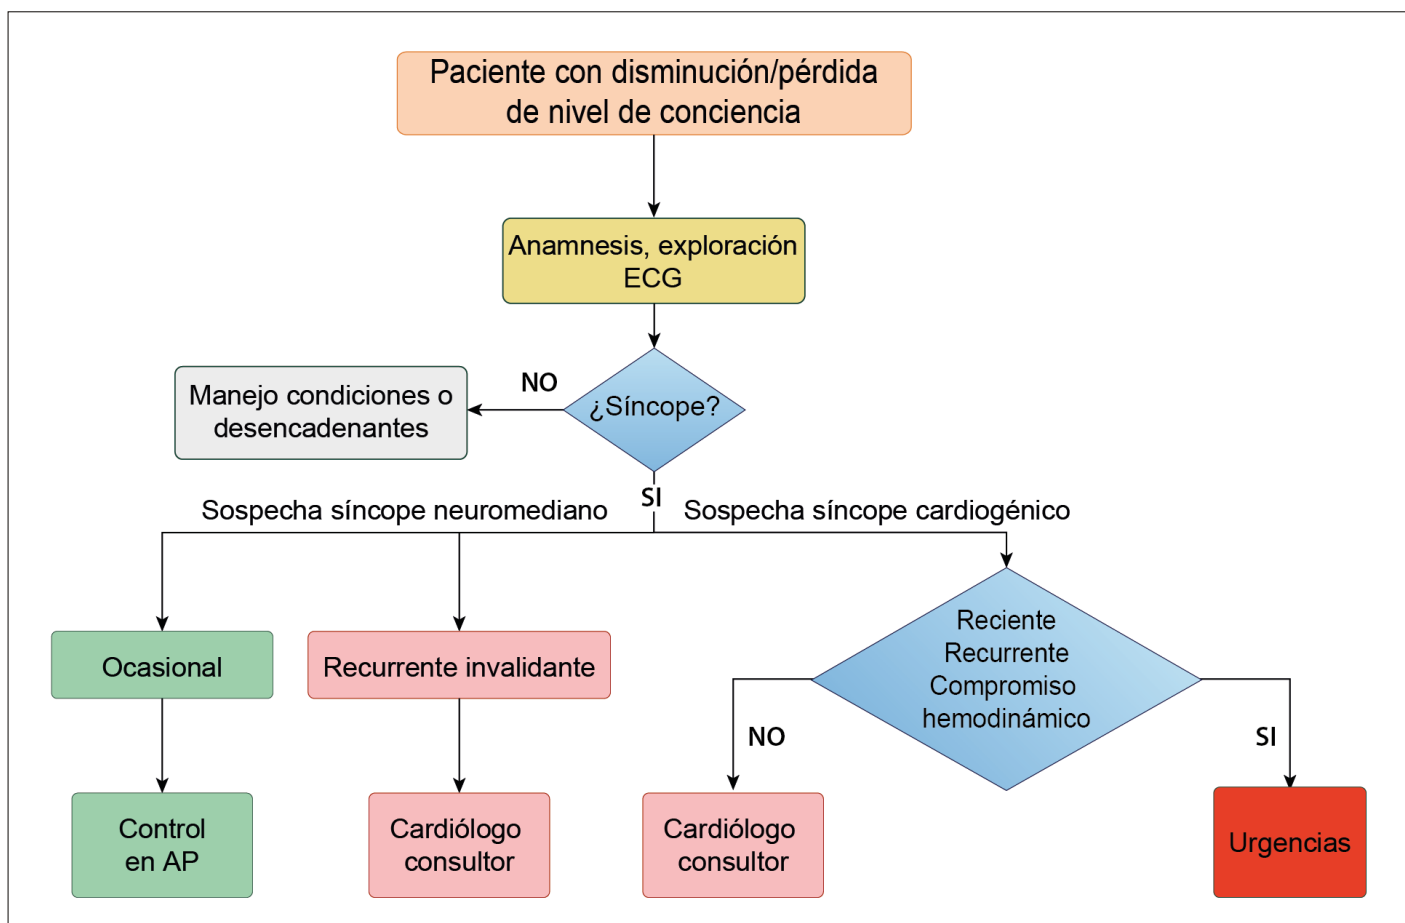 Paciente con disminución/pérdida
de nivel de conciencia
Anamnesis, exploración
ECG
¿Síncope?
NO
Manejo condiciones o
desencadenantes
SI
Sospecha síncope neuromediano
Sospecha síncope cardiogénico
Ocasional
Recurrente invalidante
Reciente
Recurrente
Compromiso
hemodinámico
NO
SI
Control
en AP
Cardiólogo
consultor
Cardiólogo
consultor
Urgencias